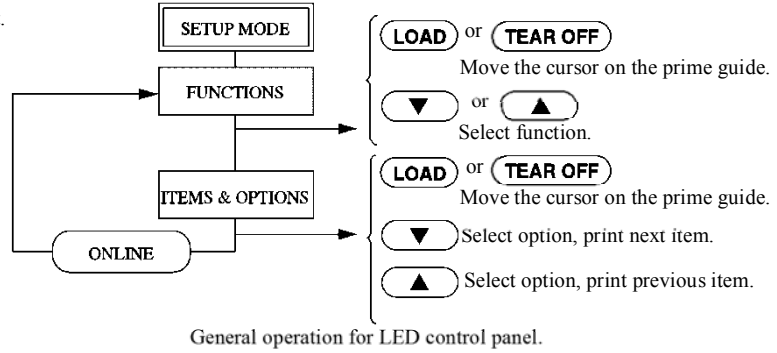 SETUP MODE
FUNCTIONS
ITEMS & OPTIONS
ONLINE
LOAD or TEAR OFF
Move the cursor on the prime guide.
▼ or ▲
Select function.
LOAD or TEAR OFF
Move the cursor on the prime guide.
▼ Select option, print next item.
▲ Select option, print previous item.
General operation for LED control panel.